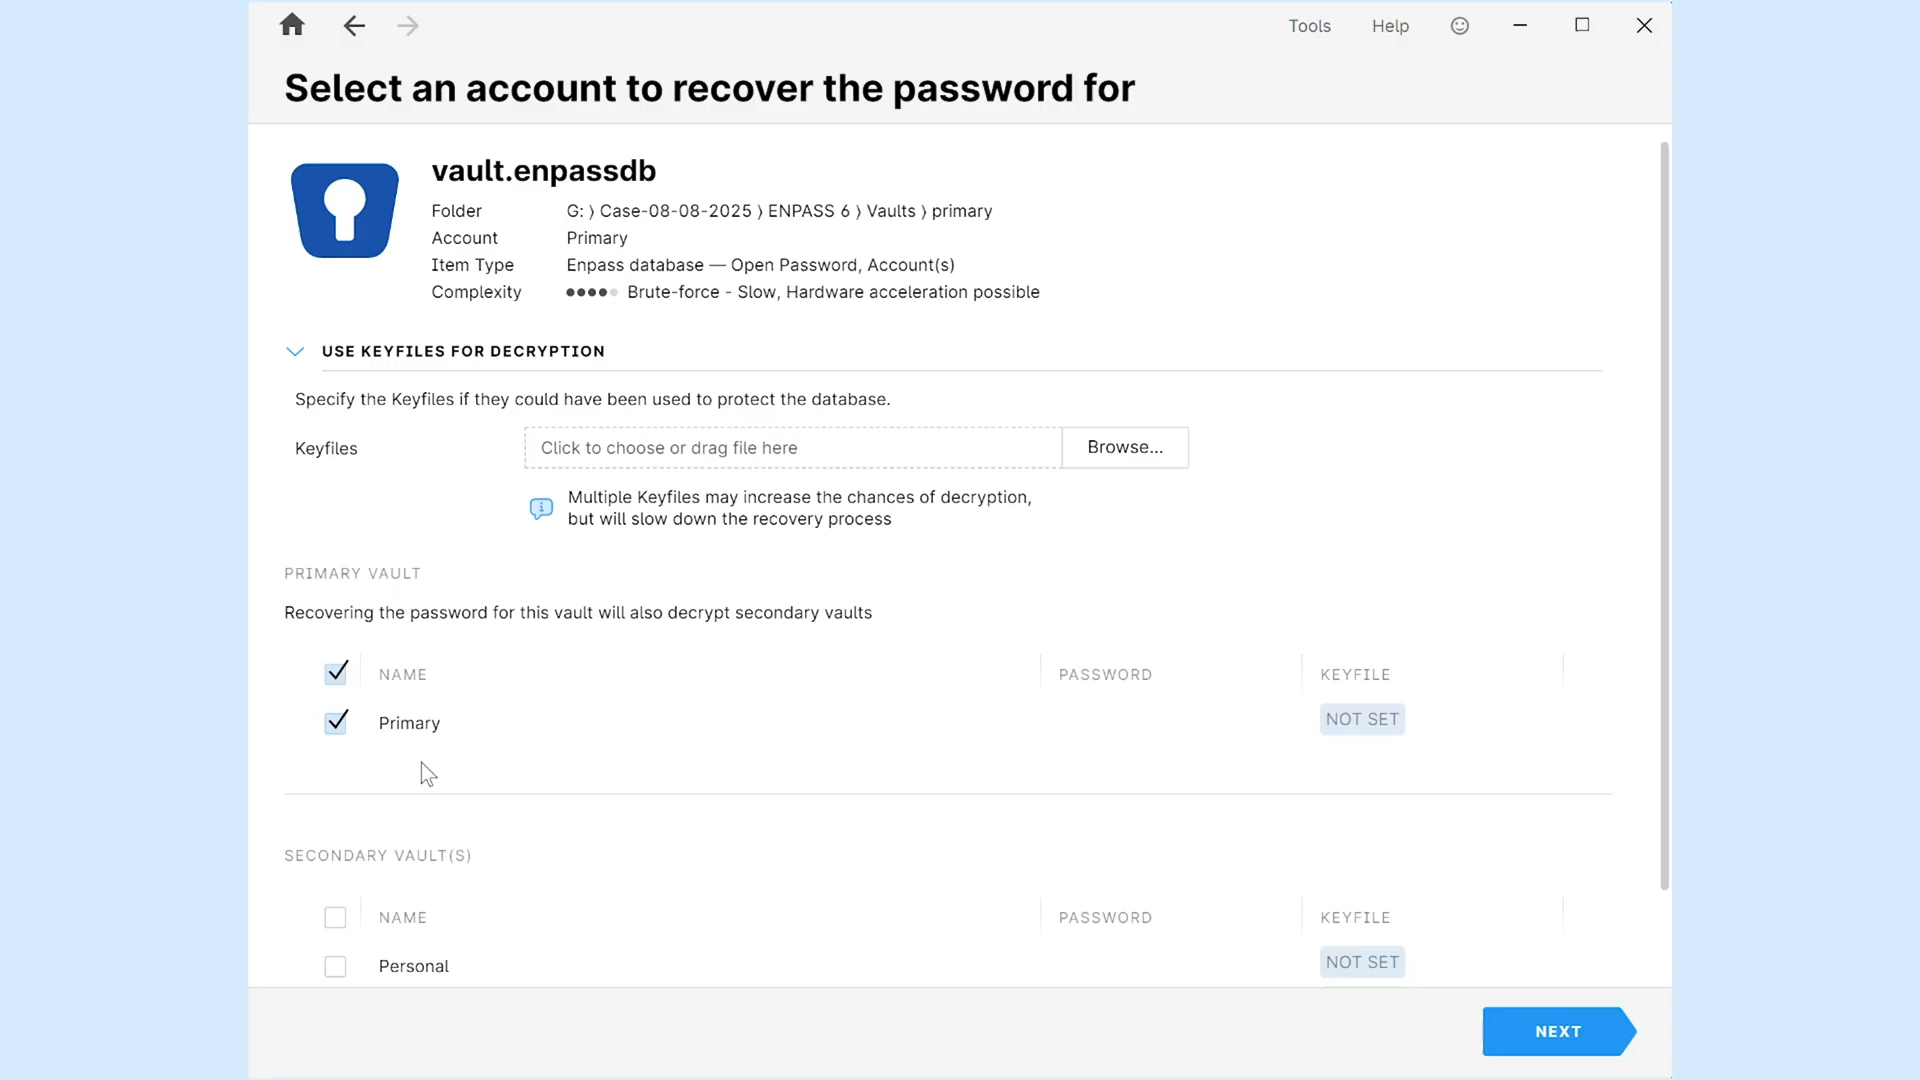 Tools Help
Select an account to recover the password for
vault.enpassdb
Folder G: ⟩ Case-08-08-2025 ⟩ ENPASS 6 ⟩ Vaults ⟩ primary
Account Primary
Item Type Enpass database — Open Password, Account(s)
Complexity Brute-force - Slow, Hardware acceleration possible
USE KEYFILES FOR DECRYPTION
Specify the Keyfiles if they could have been used to protect the database.
Keyfiles Click to choose or drag file here Browse...
Multiple Keyfiles may increase the chances of decryption,
but will slow down the recovery process
PRIMARY VAULT
Recovering the password for this vault will also decrypt secondary vaults
NAME PASSWORD KEYFILE
Primary NOT SET
SECONDARY VAULT(S)
NAME PASSWORD KEYFILE
Personal NOT SET
NEXT